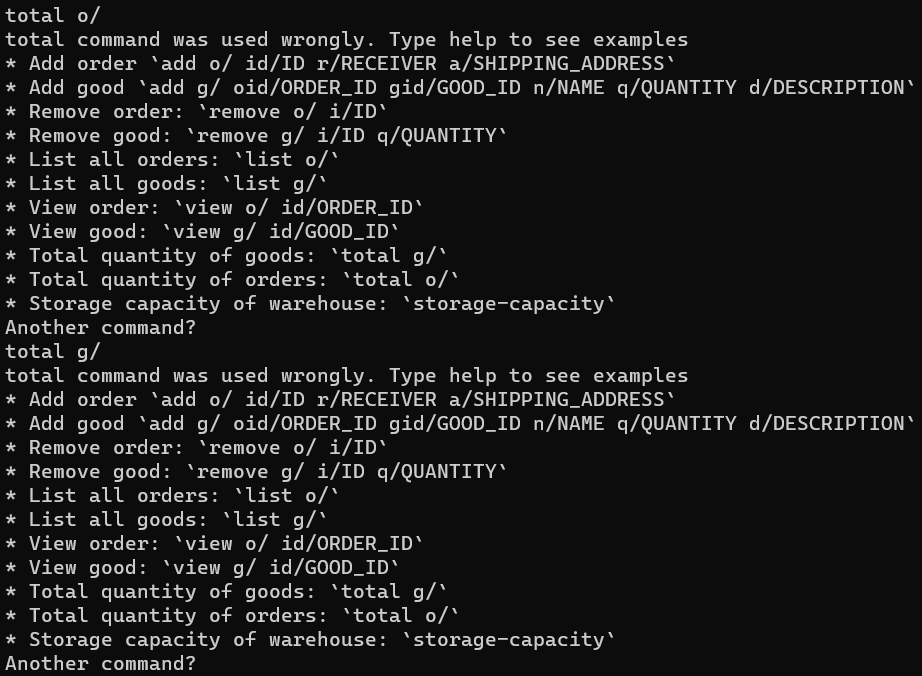 total o/
total command was used wrongly. Type help to see examples
* Add order `add o/ id/ID r/RECEIVER a/SHIPPING_ADDRESS`
* Add good `add g/ oid/ORDER_ID gid/GOOD_ID n/NAME q/QUANTITY d/DESCRIPTION`
* Remove order: `remove o/ i/ID`
* Remove good: `remove g/ i/ID q/QUANTITY`
* List all orders: `list o/`
* List all goods: `list g/`
* View order: `view o/ id/ORDER_ID`
* View good: `view g/ id/GOOD_ID`
* Total quantity of goods: `total g/`
* Total quantity of orders: `total o/`
* Storage capacity of warehouse: `storage-capacity`
Another command?
total g/
total command was used wrongly. Type help to see examples
* Add order `add o/ id/ID r/RECEIVER a/SHIPPING_ADDRESS`
* Add good `add g/ oid/ORDER_ID gid/GOOD_ID n/NAME q/QUANTITY d/DESCRIPTION`
* Remove order: `remove o/ i/ID`
* Remove good: `remove g/ i/ID q/QUANTITY`
* List all orders: `list o/`
* List all goods: `list g/`
* View order: `view o/ id/ORDER_ID`
* View good: `view g/ id/GOOD_ID`
* Total quantity of goods: `total g/`
* Total quantity of orders: `total o/`
* Storage capacity of warehouse: `storage-capacity`
Another command?